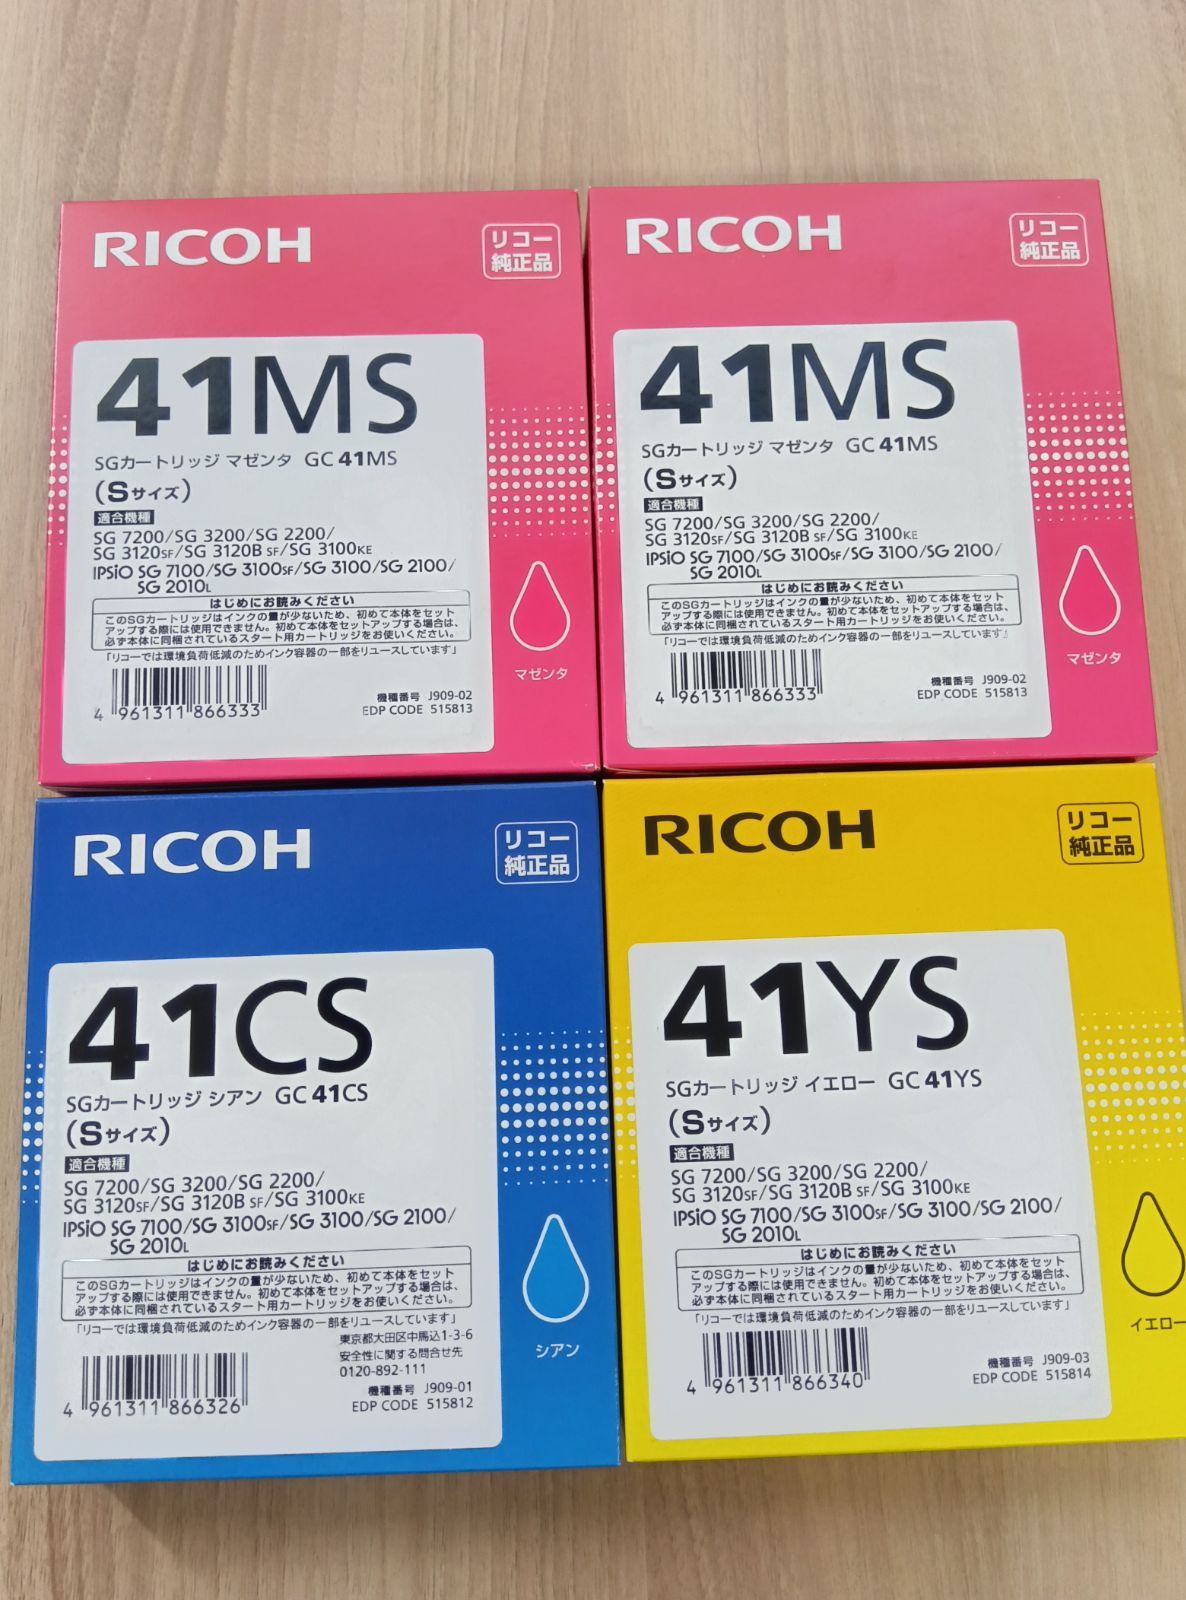 RICOH
リコー
純正品
41MS
SGカートリッジ マゼンタ GC 41MS
(Sサイズ)
適合機種
SG 7200/SG 3200/SG 2200/
SG 3120SF/SG 3120B SF/SG 3100KE
IPSiO SG 7100/SG 3100SF/SG 3100/SG 2100/
SG 2010L
はじめにお読みください
このSGカートリッジはインクの量が少ないため、初めて本体をセット
アップする際には使用できません。初めて本体をセットアップする場合は、
必ず本体に同梱されているスタート用カートリッジをお使いください。
「リコーでは環境負荷低減のためインク容器の一部をリユースしています」
4 961311 866333
機種番号 J909-02
EDP CODE 515813
マゼンタ
RICOH
リコー
純正品
41MS
SGカートリッジ マゼンタ GC 41MS
(Sサイズ)
適合機種
SG 7200/SG 3200/SG 2200/
SG 3120SF/SG 3120B SF/SG 3100KE
IPSiO SG 7100/SG 3100SF/SG 3100/SG 2100/
SG 2010L
はじめにお読みください
このSGカートリッジはインクの量が少ないため、初めて本体をセット
アップする際には使用できません。初めて本体をセットアップする場合は、
必ず本体に同梱されているスタート用カートリッジをお使いください。
「リコーでは環境負荷低減のためインク容器の一部をリユースしています」
4 961311 866333
機種番号 J909-02
EDP CODE 515813
マゼンタ
RICOH
リコー
純正品
41CS
SGカートリッジ シアン GC 41CS
(Sサイズ)
適合機種
SG 7200/SG 3200/SG 2200/
SG 3120SF/SG 3120B SF/SG 3100KE
IPSiO SG 7100/SG 3100SF/SG 3100/SG 2100/
SG 2010L
はじめにお読みください
このSGカートリッジはインクの量が少ないため、初めて本体をセット
アップする際には使用できません。初めて本体をセットアップする場合は、
必ず本体に同梱されているスタート用カートリッジをお使いください。
「リコーでは環境負荷低減のためインク容器の一部をリユースしています」
東京都大田区中馬込1-3-6
安全性に関する問合せ先
0120-892-111
4 961311 866326
機種番号 J909-01
EDP CODE 515812
シアン
RICOH
リコー
純正品
41YS
SGカートリッジ イエロー GC 41YS
(Sサイズ)
適合機種
SG 7200/SG 3200/SG 2200/
SG 3120SF/SG 3120B SF/SG 3100KE
IPSiO SG 7100/SG 3100SF/SG 3100/SG 2100/
SG 2010L
はじめにお読みください
このSGカートリッジはインクの量が少ないため、初めて本体をセット
アップする際には使用できません。初めて本体をセットアップする場合は、
必ず本体に同梱されているスタート用カートリッジをお使いください。
「リコーでは環境負荷低減のためインク容器の一部をリユースしています」
4 961311 866340
機種番号 J909-03
EDP CODE 515814
イエロー